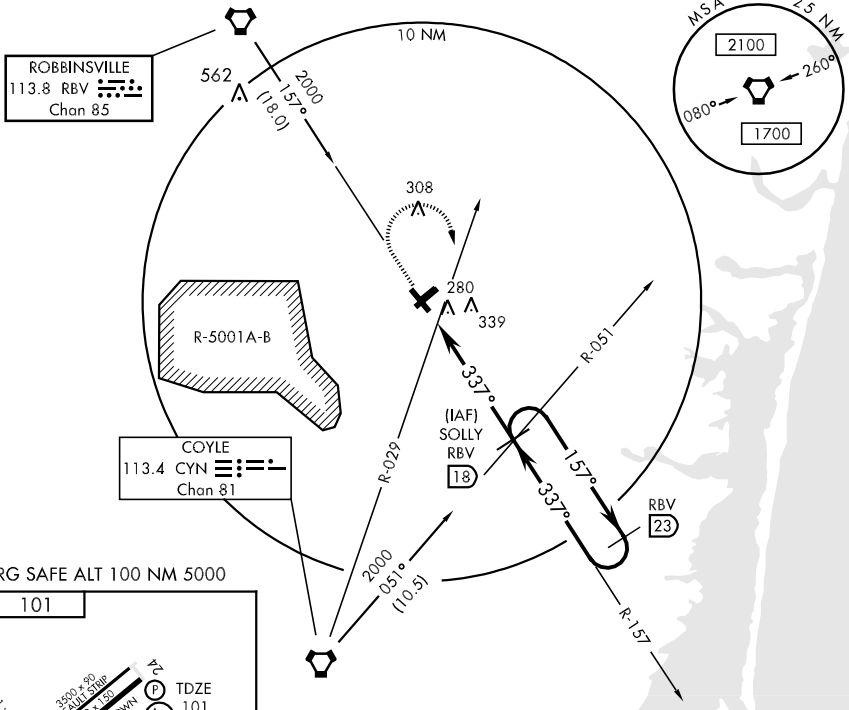 MSA
25 NM
2100
260°
080°
1700
10 NM
ROBBINSVILLE
113.8 RBV
Chan 85
562
2000
157°
(18.0)
308
280
339
R-5001A-B
R-051
337°
(IAF)
SOLLY
RBV
18
157°
337°
RBV
23
COYLE
113.4 CYN
Chan 81
R-029
2000
051°
(10.5)
R-157
RG SAFE ALT 100 NM 5000
101
24
3500 x 90
AULT STRIP
x 150
WN
P
TDZE
101